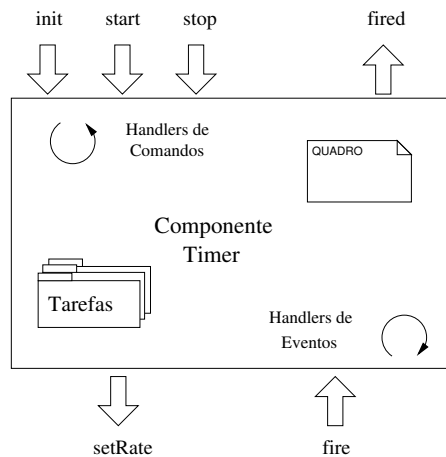 init start stop fired
Handlers de
Comandos
QUADRO
Componente
Timer
Tarefas
Handlers de
Eventos
setRate fire